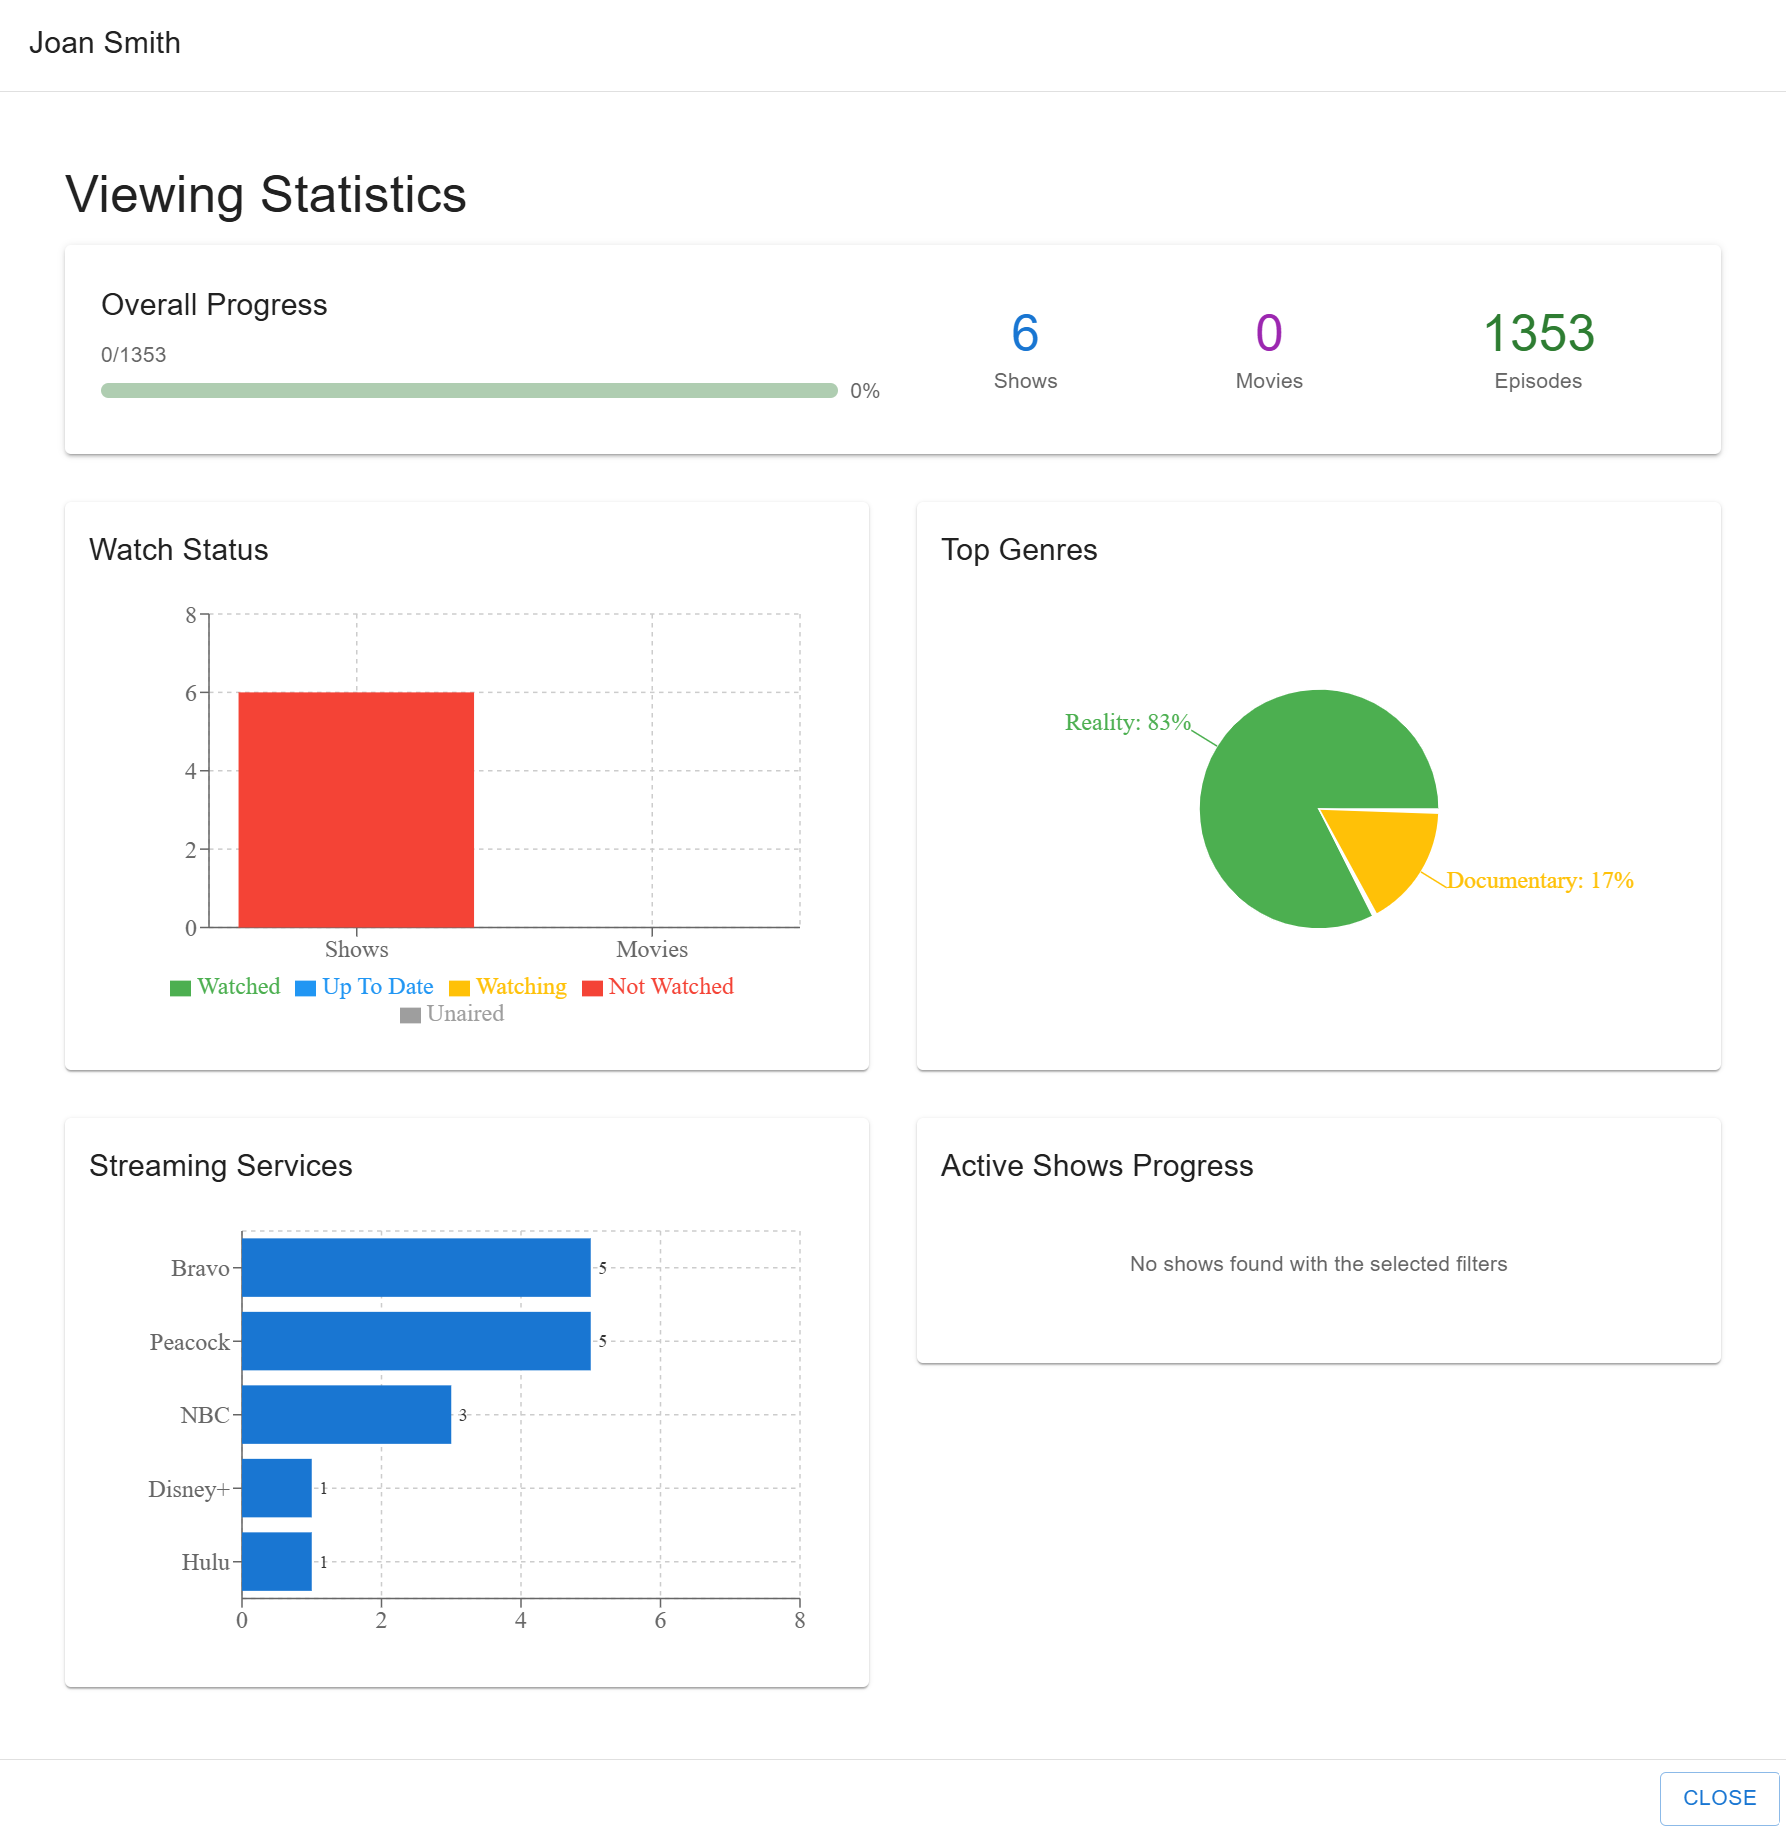 Joan Smith
Viewing Statistics
Overall Progress
0/1353
0%
6
Shows
0
Movies
1353
Episodes
Watch Status
8
6
4
2
0
Shows Movies
Watched Up To Date Watching Not Watched
Unaired
Top Genres
Reality: 83%
Documentary: 17%
Streaming Services
Bravo 5
Peacock 5
NBC 3
Disney+ 1
Hulu 1
0 2 4 6 8
Active Shows Progress
No shows found with the selected filters
CLOSE